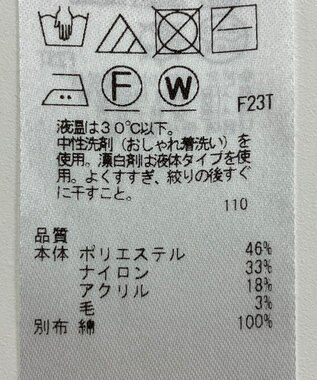 F W
F23T
液温は30℃以下。
中性洗剤（おしゃれ着洗い）を
使用。漂白剤は液体タイプを使
用。よくすすぎ、絞りの後すぐ
に干すこと。
110
品質
本体 ポリエステル 46%
ナイロン 33%
アクリル 18%
毛 3%
別布 綿 100%